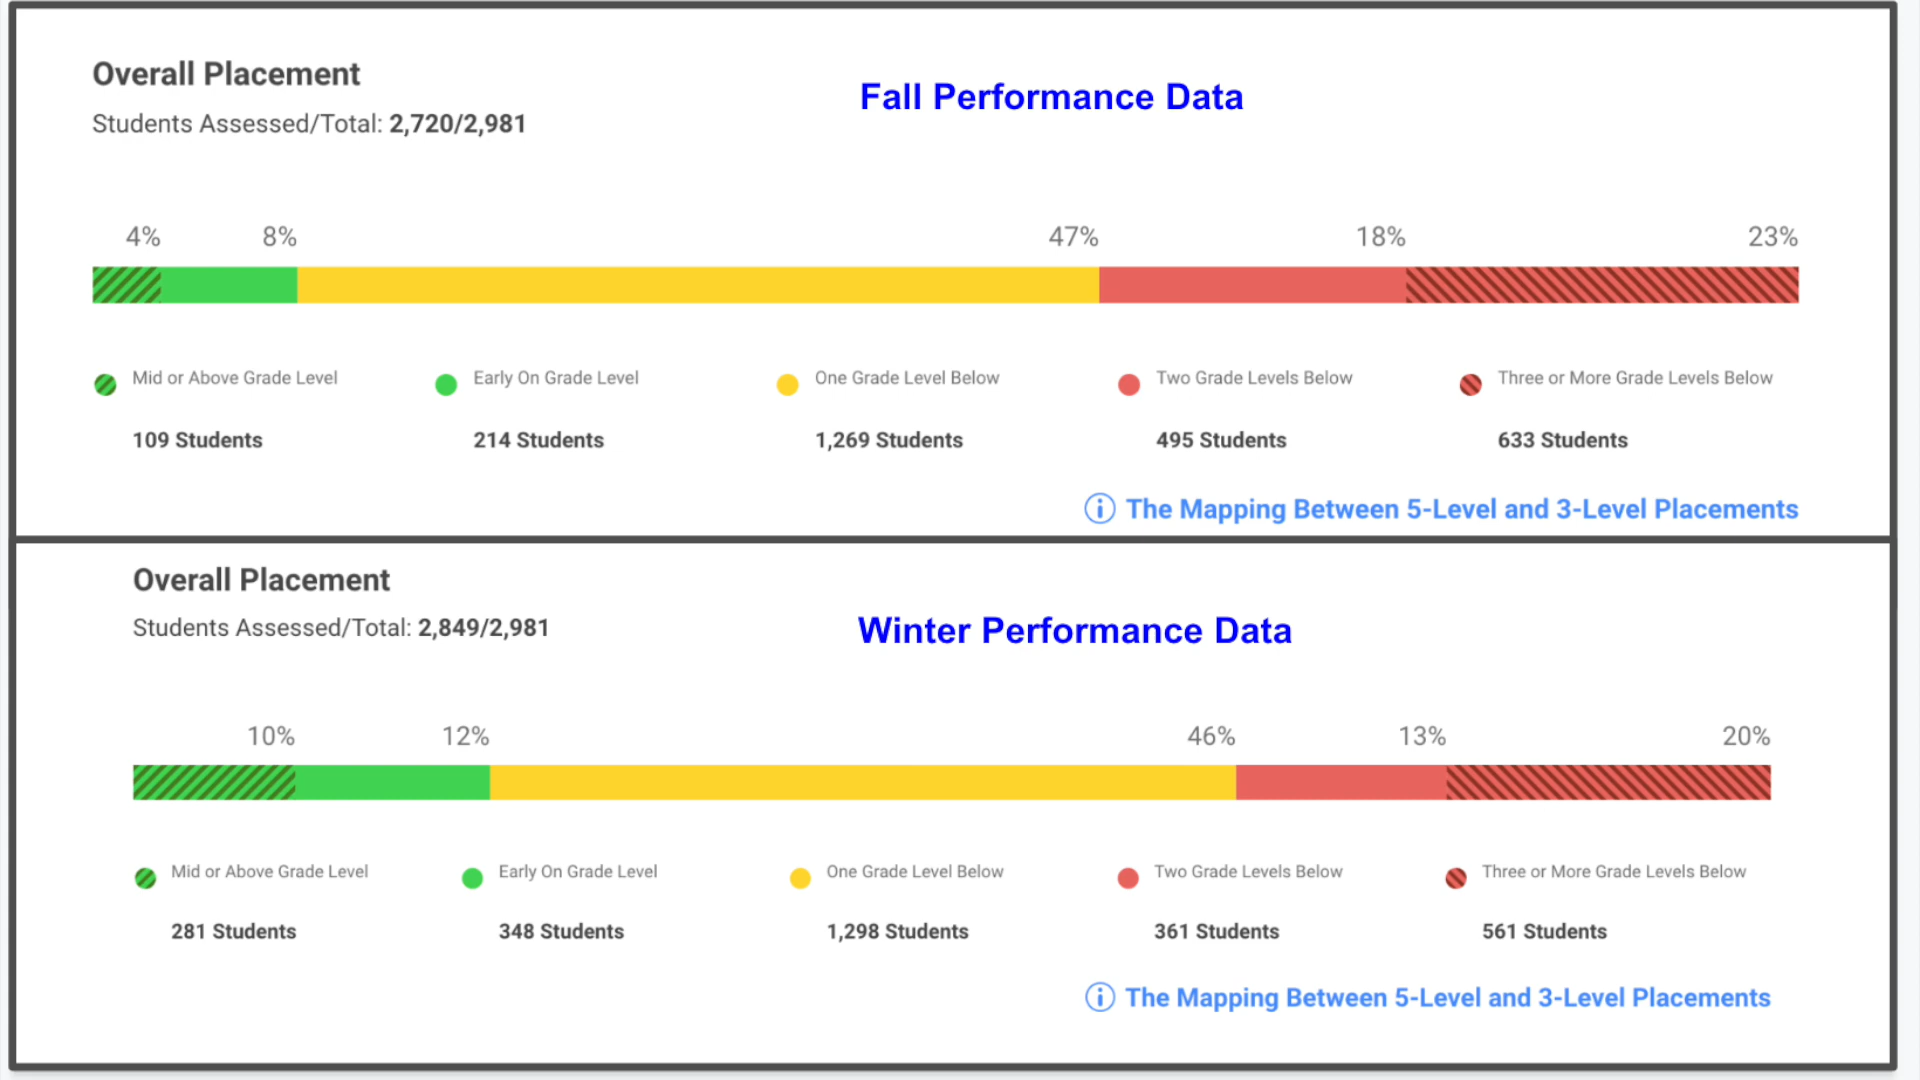 Overall Placement
Fall Performance Data
Students Assessed/Total: 2,720/2,981
4% 8% 47% 18% 23%
Mid or Above Grade Level Early On Grade Level One Grade Level Below Two Grade Levels Below Three or More Grade Levels Below
109 Students 214 Students 1,269 Students 495 Students 633 Students
The Mapping Between 5-Level and 3-Level Placements
Overall Placement
Students Assessed/Total: 2,849/2,981
Winter Performance Data
10% 12% 46% 13% 20%
Mid or Above Grade Level Early On Grade Level One Grade Level Below Two Grade Levels Below Three or More Grade Levels Below
281 Students 348 Students 1,298 Students 361 Students 561 Students
The Mapping Between 5-Level and 3-Level Placements